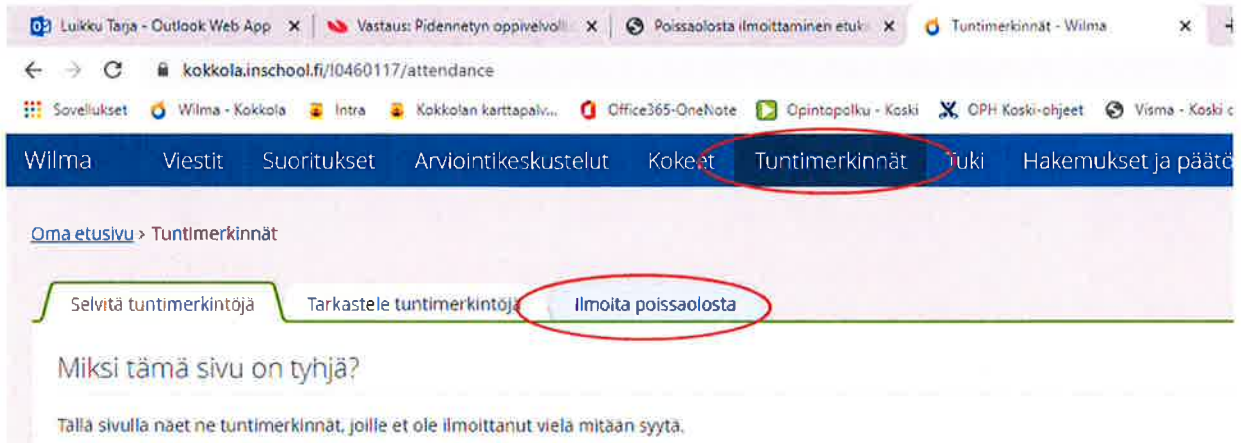 Luikku Tarja - Outlook Web App
Vastaus: Pidennetyn oppivelvoll
Poissaolosta ilmoittaminen etuk
Tuntimerkinnät - Wilma
kokkola.inschool.fi/!0460117/attendance
Sovellukset Wilma - Kokkola Intra Kokkolan karttapalv... Office365-OneNote Opintopolku - Koski OPH Koski-ohjeet Visma - Koski
Wilma Viestit Suoritukset Arviointikeskustelut Kokeet Tuntimerkinnät Tuki Hakemukset ja päätö
Oma etusivu > Tuntimerkinnät
Selvitä tuntimerkintöjä Tarkastele tuntimerkintöjä Ilmoita poissaolosta
Miksi tämä sivu on tyhjä?
Tällä sivulla näet ne tuntimerkinnät, joille et ole ilmoittanut vielä mitään syytä.